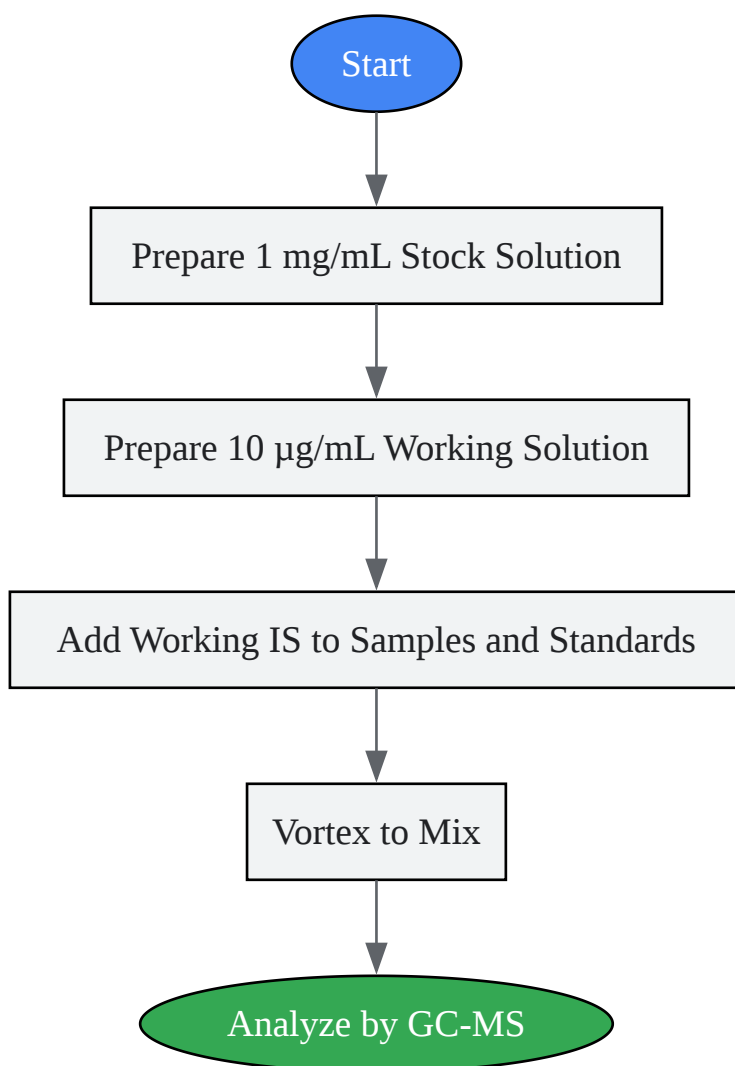 Start
Prepare 1 mg/mL Stock Solution
Prepare 10 µg/mL Working Solution
Add Working IS to Samples and Standards
Vortex to Mix
Analyze by GC-MS